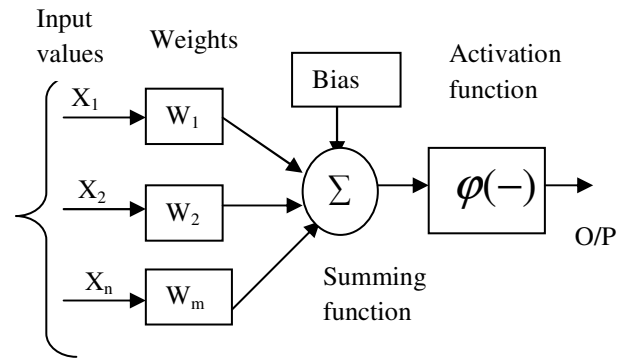 Input
values
Weights
Activation
function
Bias
X1
W1
X2
W2
Xn
Wm
Σ
φ(−)
O/P
Summing
function